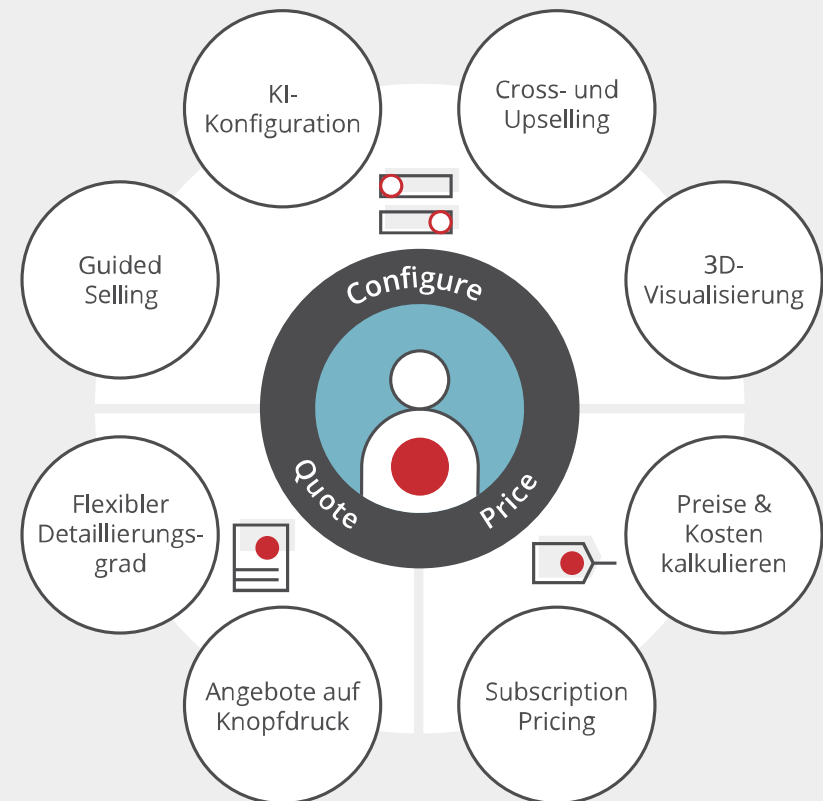 KI-
Konfiguration
Cross- und
Upselling
Guided
Selling
3D-
Visualisierung
Configure
Quote
Price
Flexibler
Detaillierungs-
grad
Preise &
Kosten
kalkulieren
Angebote auf
Knopfdruck
Subscription
Pricing